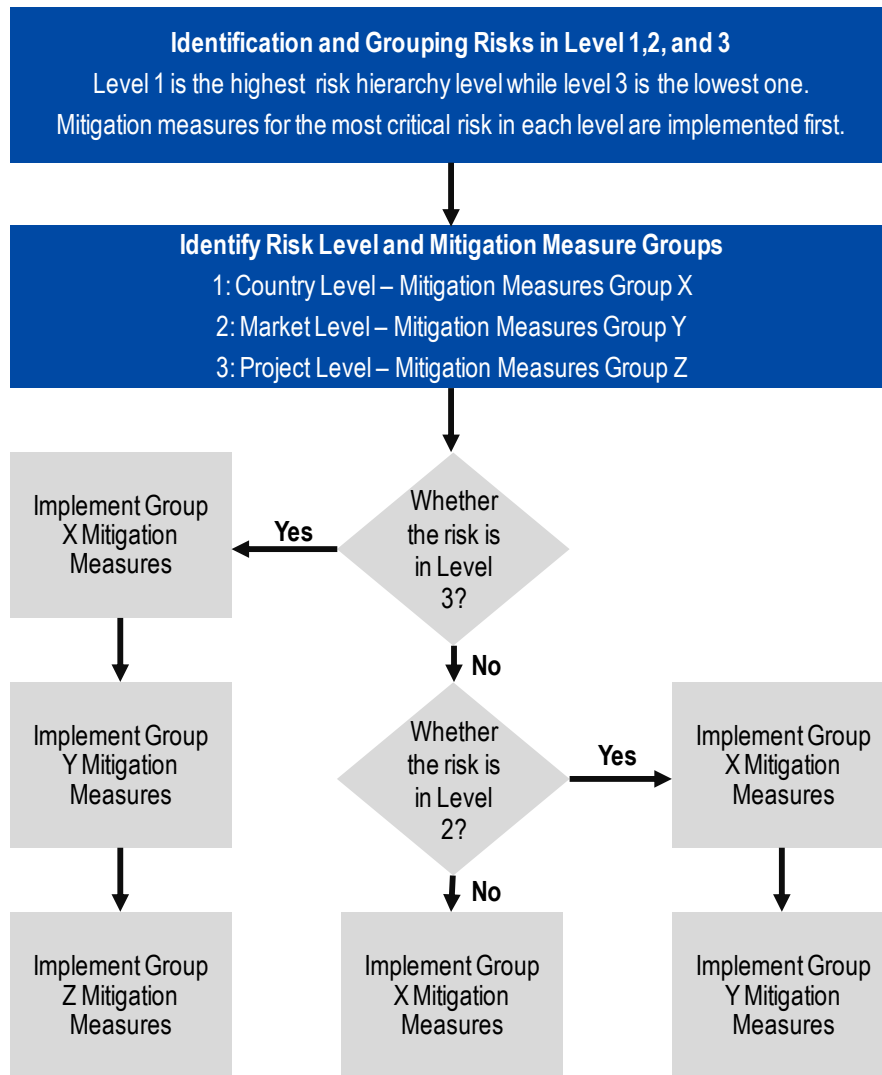 Identification and Grouping Risks in Level 1,2, and 3
Level 1 is the highest risk hierarchy level while level 3 is the lowest one.
Mitigation measures for the most critical risk in each level are implemented first.
Identify Risk Level and Mitigation Measure Groups
1: Country Level – Mitigation Measures Group X
2: Market Level – Mitigation Measures Group Y
3: Project Level – Mitigation Measures Group Z
Implement Group
X Mitigation
Measures
Yes
Whether
the risk is
in Level
3?
No
Implement Group
Y Mitigation
Measures
Whether
the risk is
in Level
2?
Yes
Implement Group
X Mitigation
Measures
No
Implement Group
Z Mitigation
Measures
Implement Group
X Mitigation
Measures
Implement Group
Y Mitigation
Measures